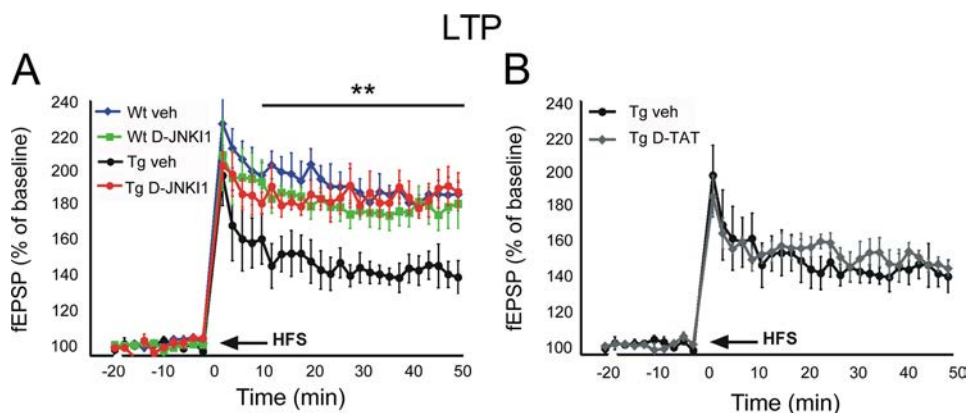 LTP
A
**
fEPSP (% of baseline)
240
220
200
180
160
140
120
100
Wt veh
Wt D-JNKI1
Tg veh
Tg D-JNKI1
HFS
-20 -10 0 10 20 30 40 50
Time (min)
B
fEPSP (% of baseline)
240
220
200
180
160
140
120
100
Tg veh
Tg D-TAT
HFS
-20 -10 0 10 20 30 40 50
Time (min)